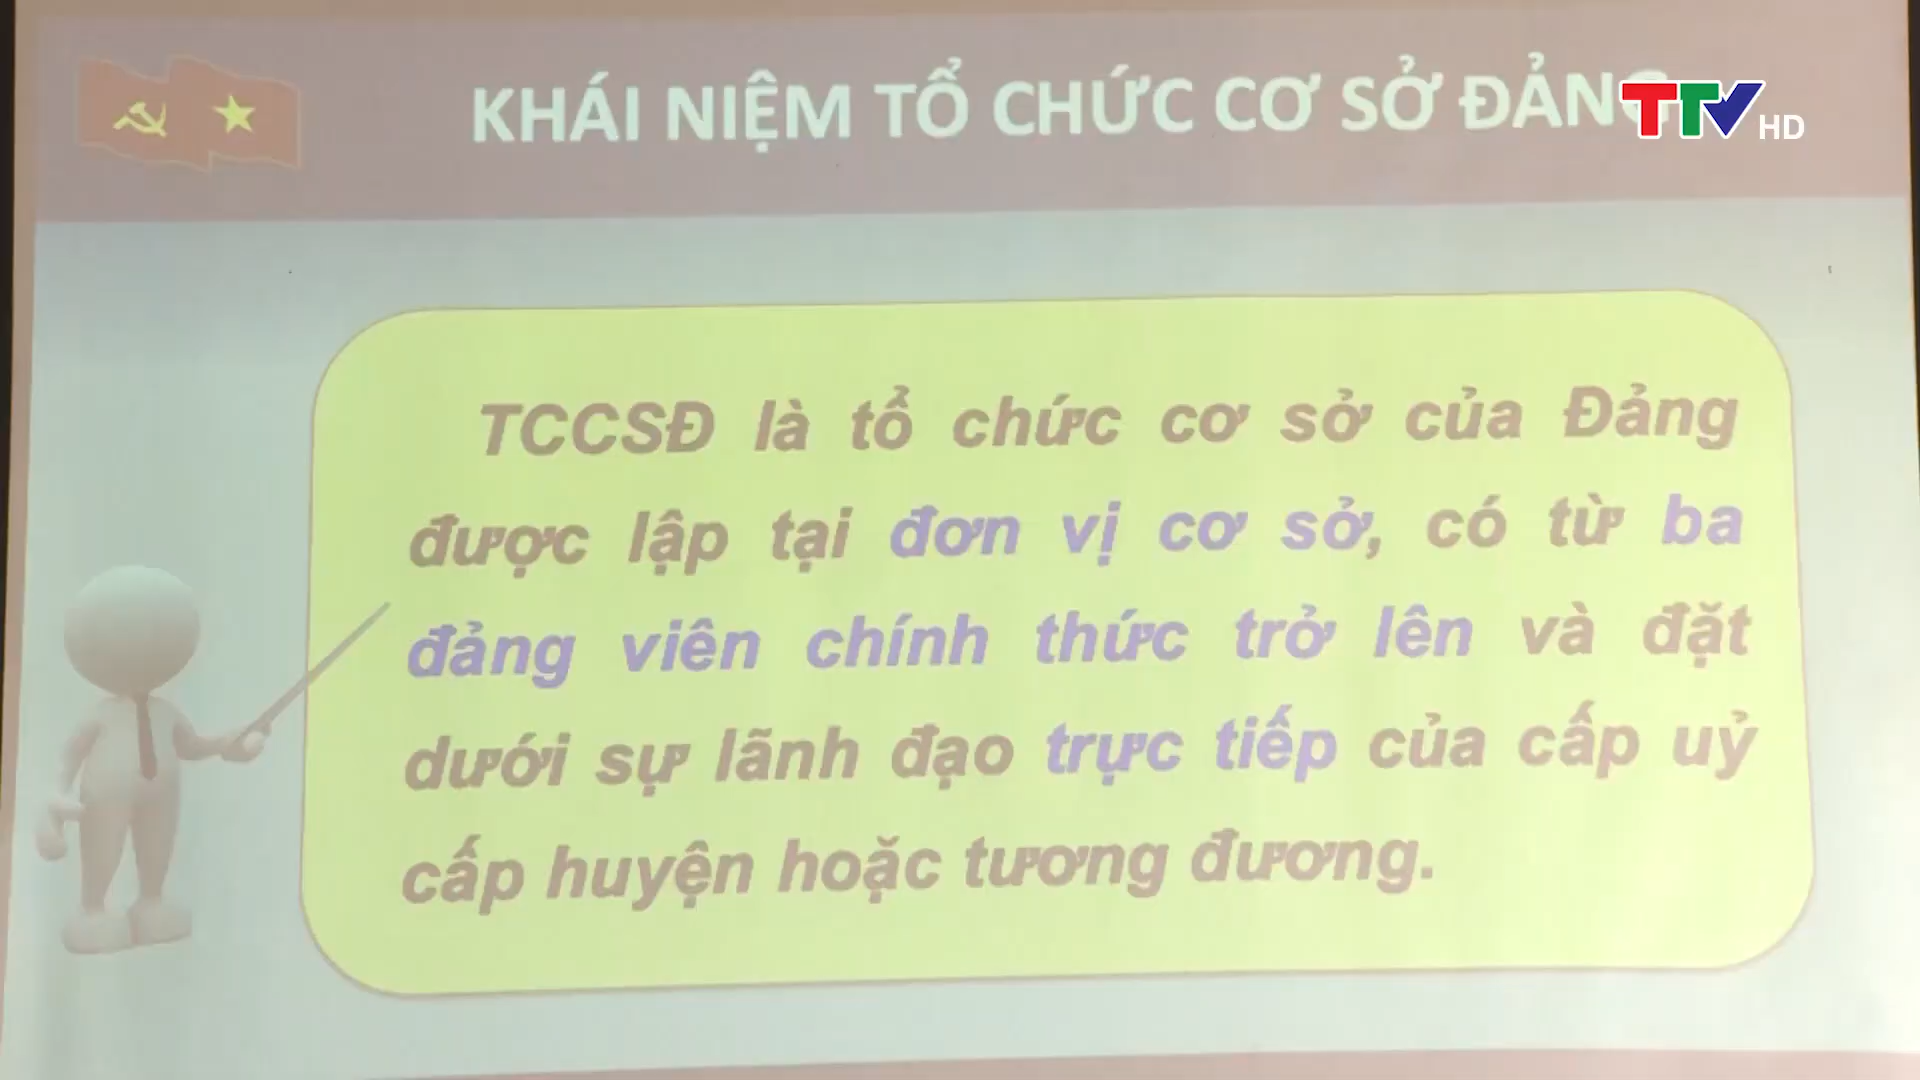 KHÁI NIỆM TỔ CHỨC CƠ SỞ ĐẢNG
TTV HD
TCCSĐ là tổ chức cơ sở của Đảng
được lập tại đơn vị cơ sở, có từ ba
đảng viên chính thức trở lên và đặt
dưới sự lãnh đạo trực tiếp của cấp uỷ
cấp huyện hoặc tương đương.